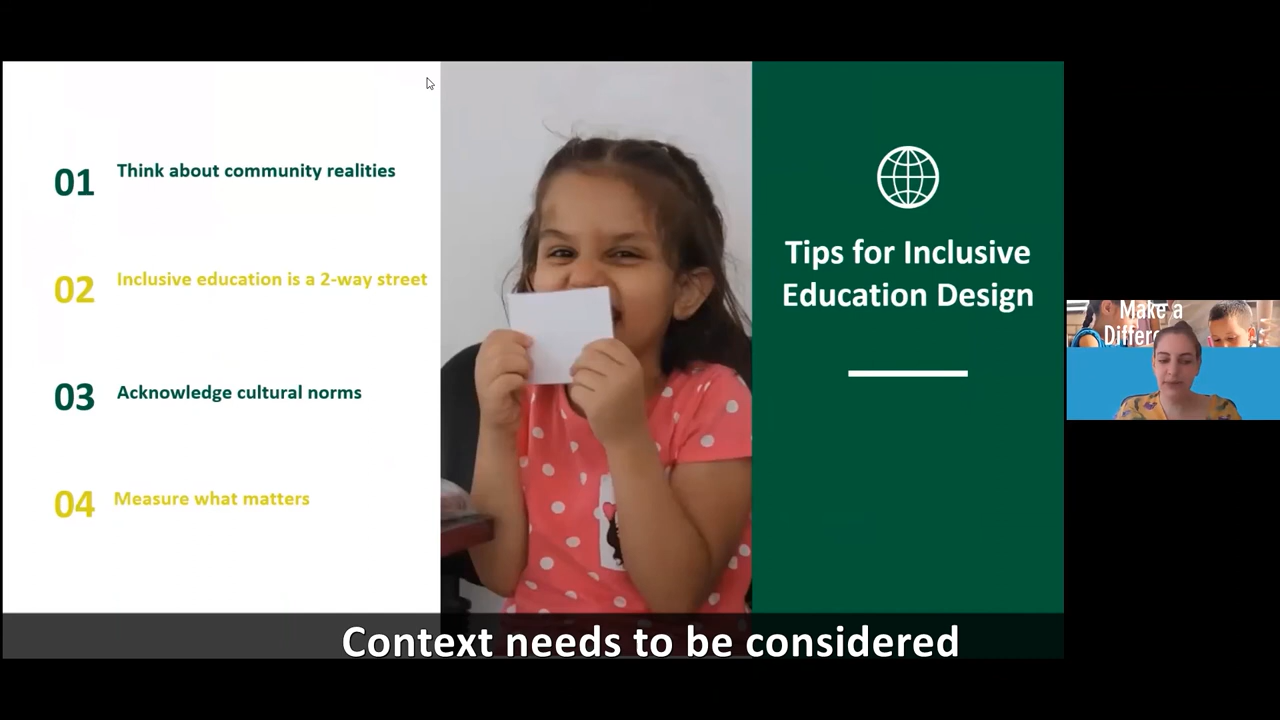 01
Think about community realities
02
Inclusive education is a 2-way street
03
Acknowledge cultural norms
04
Measure what matters
Tips for Inclusive
Education Design
Make a
Context needs to be considered